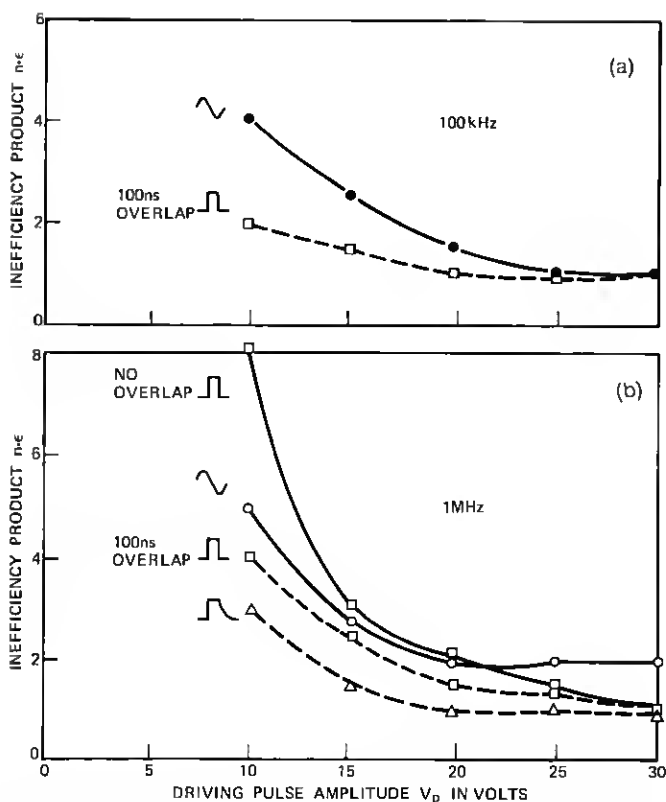 6
(a)
4
100kHz
100ns
OVERLAP
2
0
INEFFICIENCY PRODUCT n·ϵ
8
NO
OVERLAP
(b)
6
1MHz
100ns
OVERLAP
4
2
0
INEFFICIENCY PRODUCT n·ϵ
0 5 10 15 20 25 30
DRIVING PULSE AMPLITUDE Vp IN VOLTS